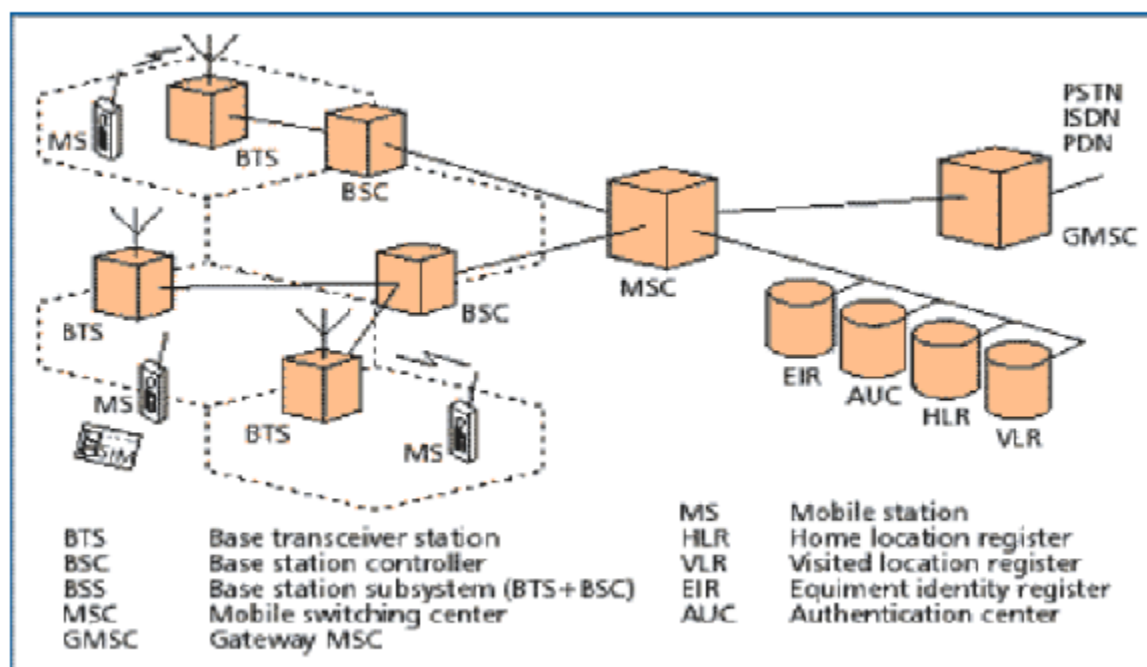 PSTN
ISDN
PDN
MS
BTS
BSC
GMSC
MSC
BTS
BSC
EIR
AUC
HLR
VLR
MS
SIM
BTS
MS
BTS Base transceiver station
BSC Base station controller
BSS Base station subsystem (BTS+BSC)
MSC Mobile switching center
GMSC Gateway MSC
MS Mobile station
HLR Home location register
VLR Visited location register
EIR Equiment identity register
AUC Authentication center